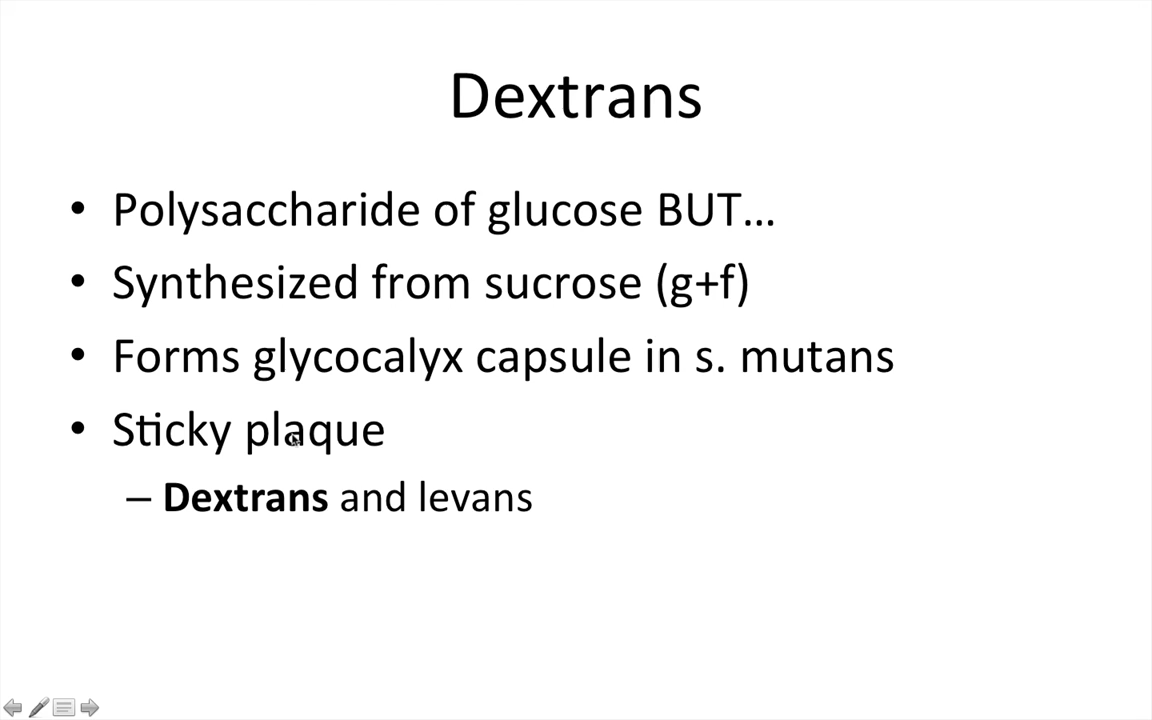 Dextrans
• Polysaccharide of glucose BUT…
• Synthesized from sucrose (g+f)
• Forms glycocalyx capsule in s. mutans
• Sticky plaque
– Dextrans and levans